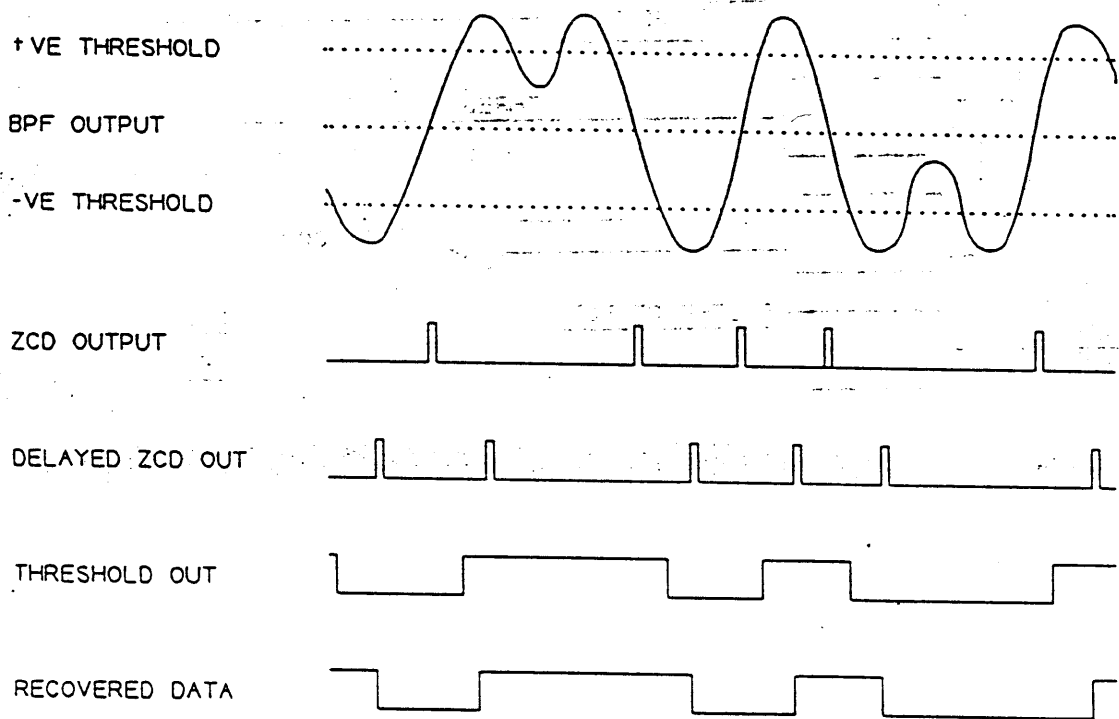 +VE THRESHOLD
BPF OUTPUT
-VE THRESHOLD
ZCD OUTPUT
DELAYED ZCD OUT
THRESHOLD OUT
RECOVERED DATA